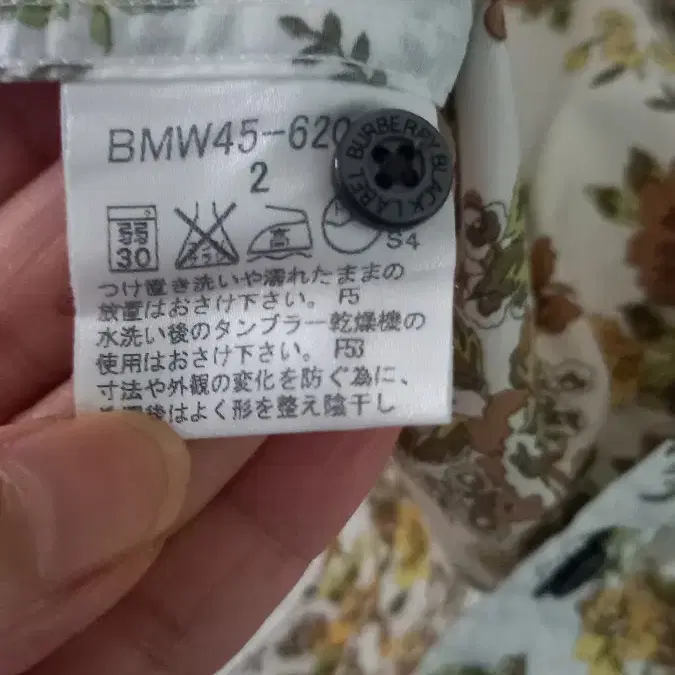 BMW45-620
2
BURBERRY BLACK LABEL
弱
30
高
S4
つけ置き洗いや濡れたままの
放置はおさけ下さい。 F5
水洗い後のタンブラー乾燥機の
使用はおさけ下さい。 F53
寸法や外観の変化を防ぐ為に、
後はよく形を整え陰干し